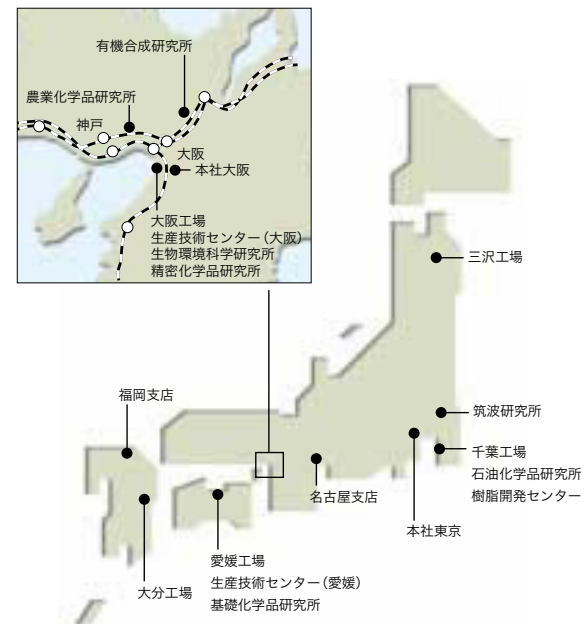 有機合成研究所
農業化学品研究所
神戸
大阪
本社大阪
大阪工場
生産技術センター（大阪）
生物環境科学研究所
精密化学品研究所
三沢工場
福岡支店
筑波研究所
千葉工場
石油化学品研究所
樹脂開発センター
名古屋支店
本社東京
愛媛工場
生産技術センター（愛媛）
基礎化学品研究所
大分工場